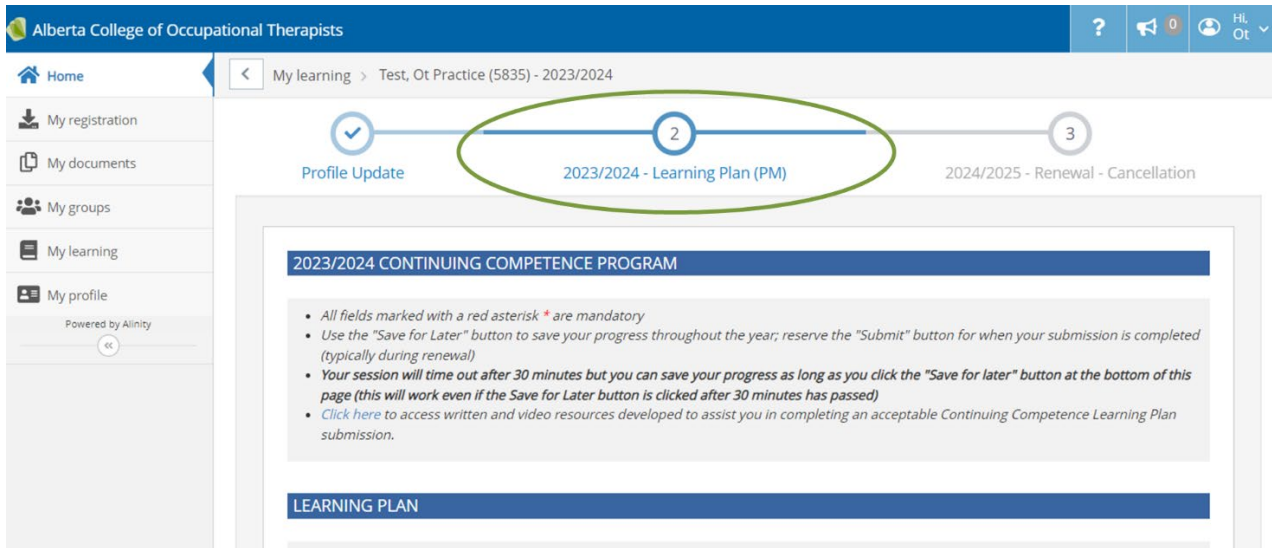 Alberta College of Occupational Therapists
?
0
Hi,
Ot
Home
My registration
My documents
My groups
My learning
My profile
Powered by Alinity
My learning > Test, Ot Practice (5835) - 2023/2024
2
3
Profile Update
2023/2024 - Learning Plan (PM)
2024/2025 - Renewal - Cancellation
2023/2024 CONTINUING COMPETENCE PROGRAM
• All fields marked with a red asterisk * are mandatory
• Use the "Save for Later" button to save your progress throughout the year; reserve the "Submit" button for when your submission is completed
(typically during renewal)
• Your session will time out after 30 minutes but you can save your progress as long as you click the "Save for later" button at the bottom of this
page (this will work even if the Save for Later button is clicked after 30 minutes has passed)
• Click here to access written and video resources developed to assist you in completing an acceptable Continuing Competence Learning Plan
submission.
LEARNING PLAN